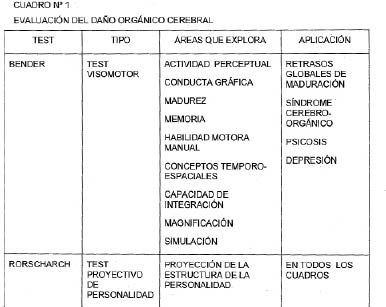 CUADRO Nº 1
EVALUACIÓN DEL DAÑO ORGÁNICO CEREBRAL
TEST TIPO AREAS QUE EXPLORA APLICACIÓN
BENDER TEST VISOMOTOR
ACTIVIDAD PERCEPTUAL
CONDUCTA GRÁFICA
MADUREZ
MEMORIA
HABILIDAD MOTORA
MANUAL
CONCEPTOS TEMPORO-
ESPACIALES
CAPACIDAD DE
INTEGRACIÓN
MAGNIFICACIÓN
SIMULACIÓN
RETRASOS
GLOBALES DE
MADURACIÓN
SÍNDROME
CEREBRO-
ORGÁNICO
PSICOSIS
DEPRESIÓN
RORSCHARCH
TEST
PROYECTIVO
DE
PERSONALIDAD
PROYECCIÓN DE LA
ESTRUCTURA DE LA
PERSONALIDAD
EN TODOS LOS
CUADROS